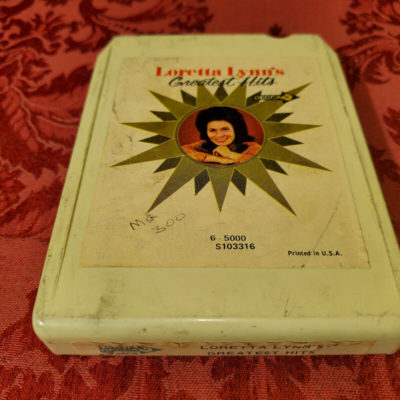 Loretta Lynn's
Greatest Hits
DECCA
MR
300
6 - 5000
S103316
Printed in U.S.A.
LORETTA LYNN'S
GREATEST HITS